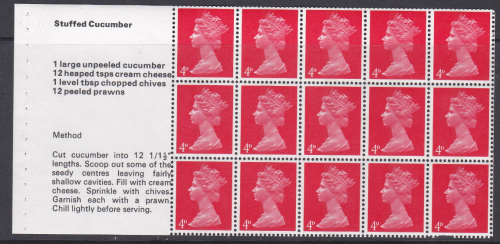 Stuffed Cucumber
1 large unpeeled cucumber
12 heaped tsps cream cheese
1 level tbsp chopped chives
12 peeled prawns
Method
Cut cucumber into 12 1/1½
lengths. Scoop out some of the
seedy centres leaving fairly
shallow cavities. Fill with cream
cheese. Sprinkle with chives.
Garnish each with a prawn.
Chill lightly before serving.
4D 4D 4D 4D 4D
4D 4D 4D 4D 4D
4D 4D 4D 4D 4D